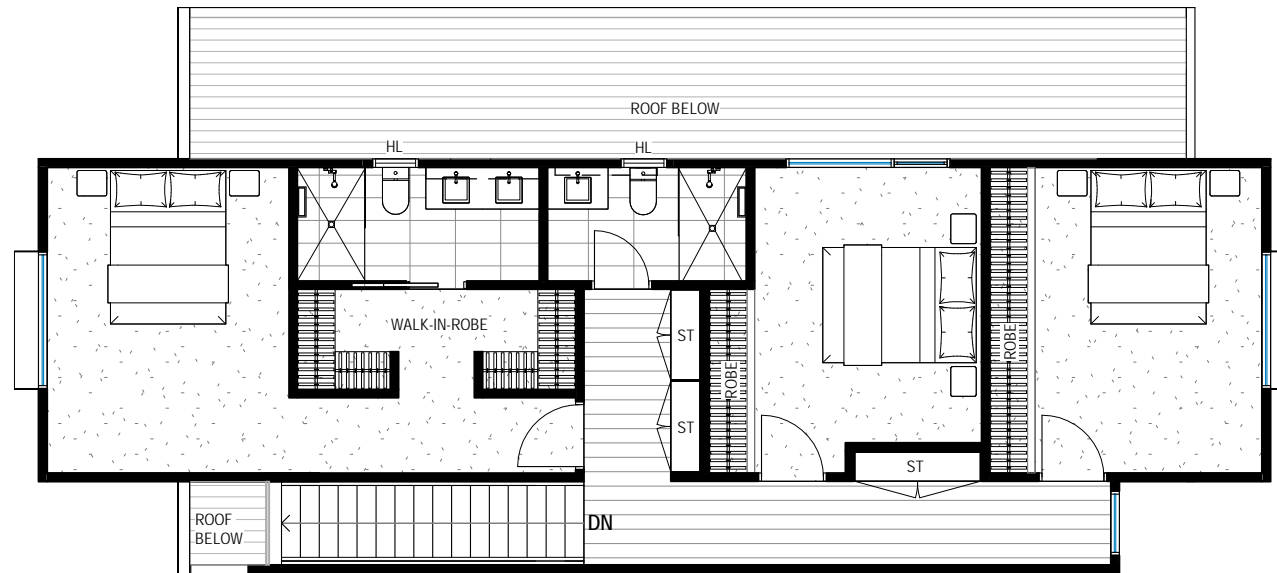 ROOF BELOW
HL
HL
WALK-IN-ROBE
ST
ROBE
ROBE
ST
ST
ROOF
BELOW
DN